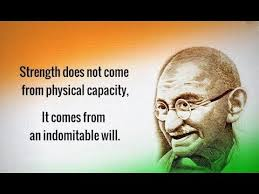 Strength does not come
from physical capacity,
It comes from
an indomitable will.